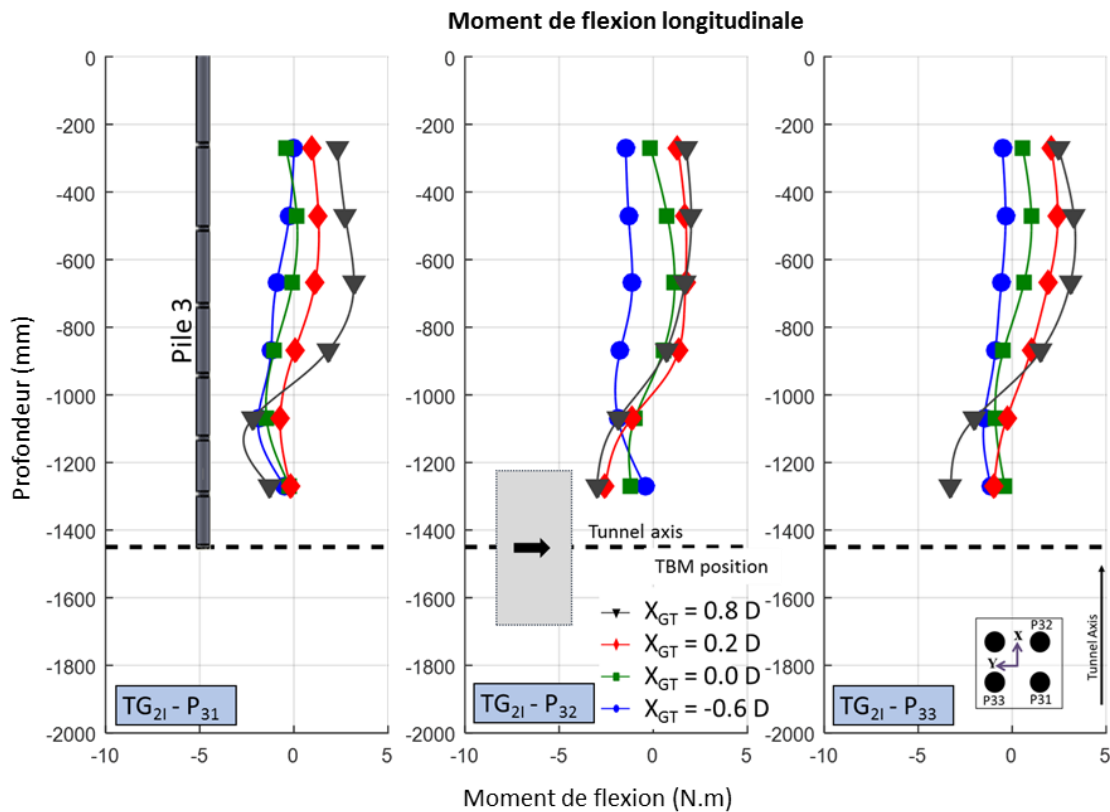 Moment de flexion longitudinale
Profondeur (mm)
0
-200
-400
-600
-800
-1000
-1200
-1400
-1600
-1800
-2000
-10
-5
0
5
Pile 3
TG2I - P31
0
-200
-400
-600
-800
-1000
-1200
-1400
-1600
-1800
-2000
-10
-5
0
5
Tunnel axis
TBM position
XGT = 0.8 D
XGT = 0.2 D
XGT = 0.0 D
XGT = -0.6 D
TG2I - P32
0
-200
-400
-600
-800
-1000
-1200
-1400
-1600
-1800
-2000
-10
-5
0
5
P32
X
Y
P33
P31
Tunnel Axis
TG2I - P33
Moment de flexion (N.m)